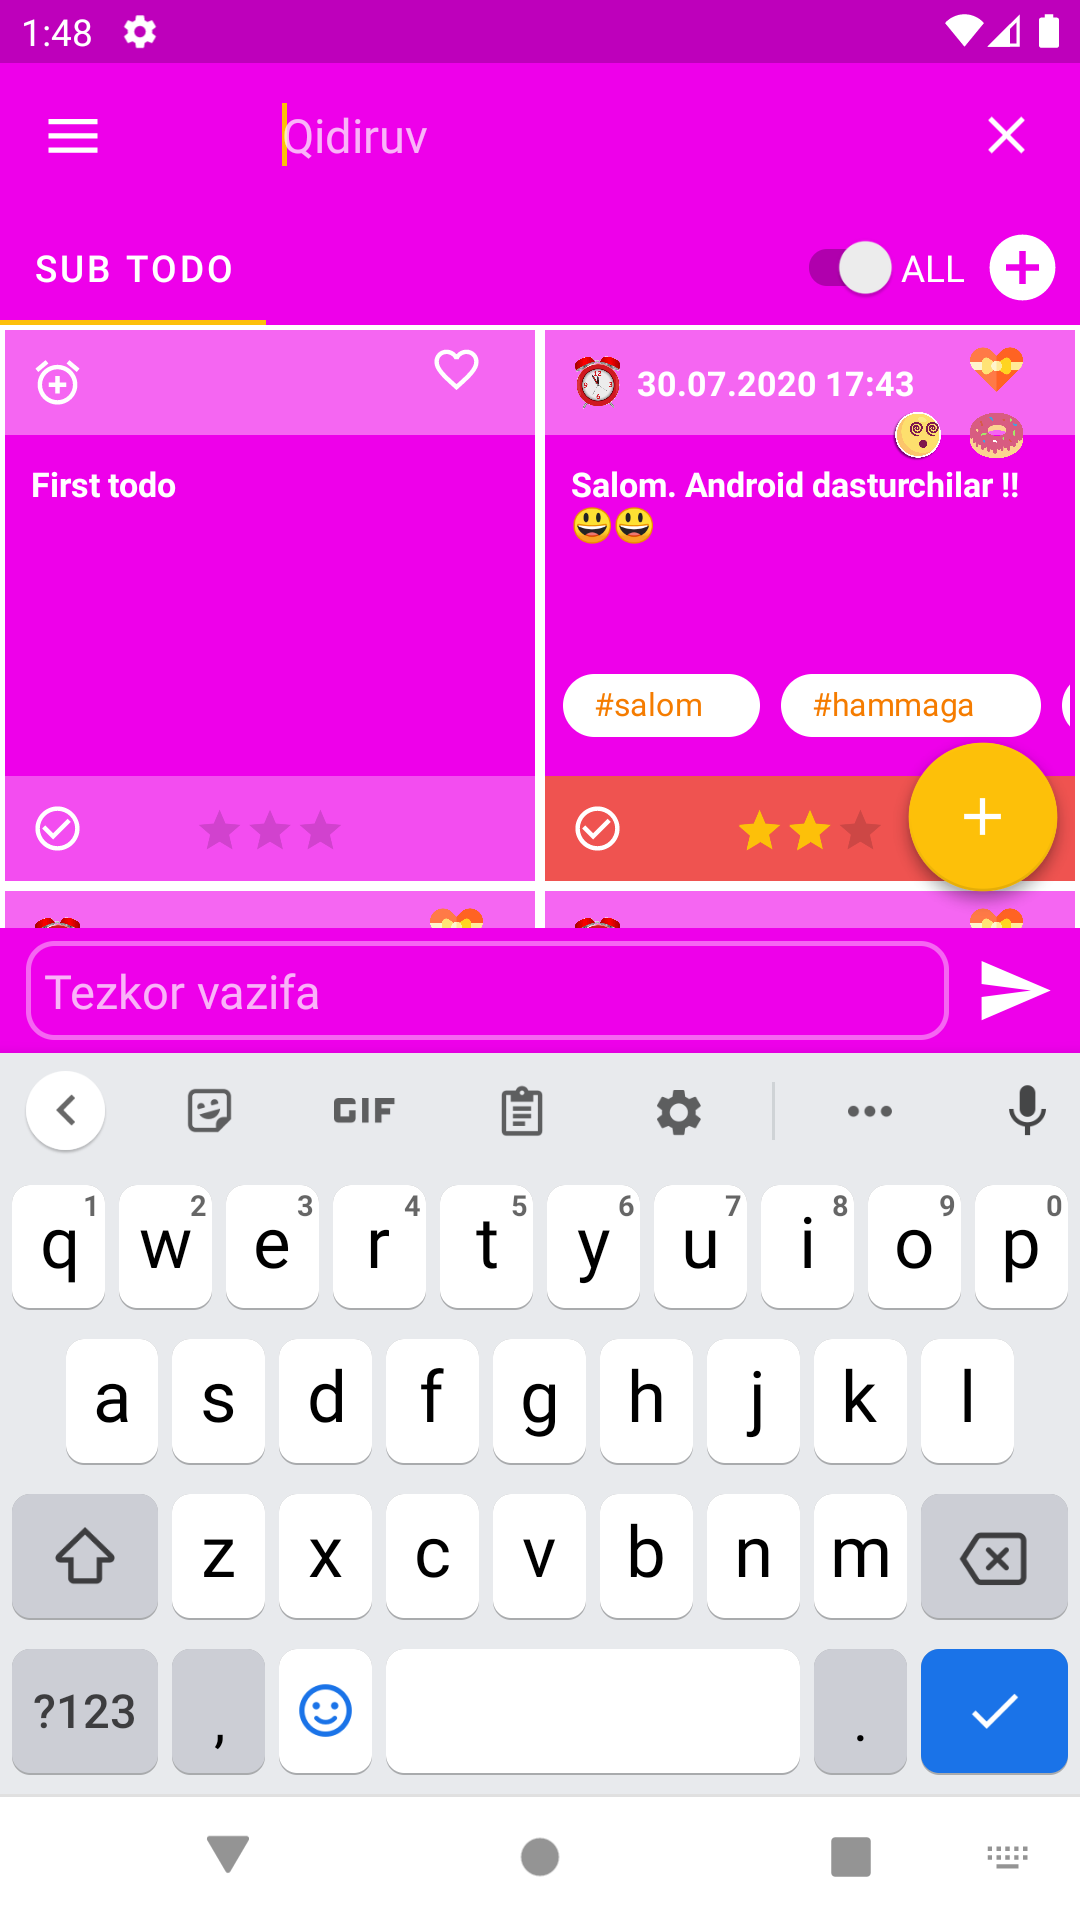 1:48
Qidiruv
SUB TODO
ALL
30.07.2020 17:43
First todo
Salom. Android dasturchilar !!
😃😃
#salom
#hammaga
Tezkor vazifa
GIF
1 2 3 4 5 6 7 8 9 0
q w e r t y u i o p
a s d f g h j k l
z x c v b n m
?123 , .